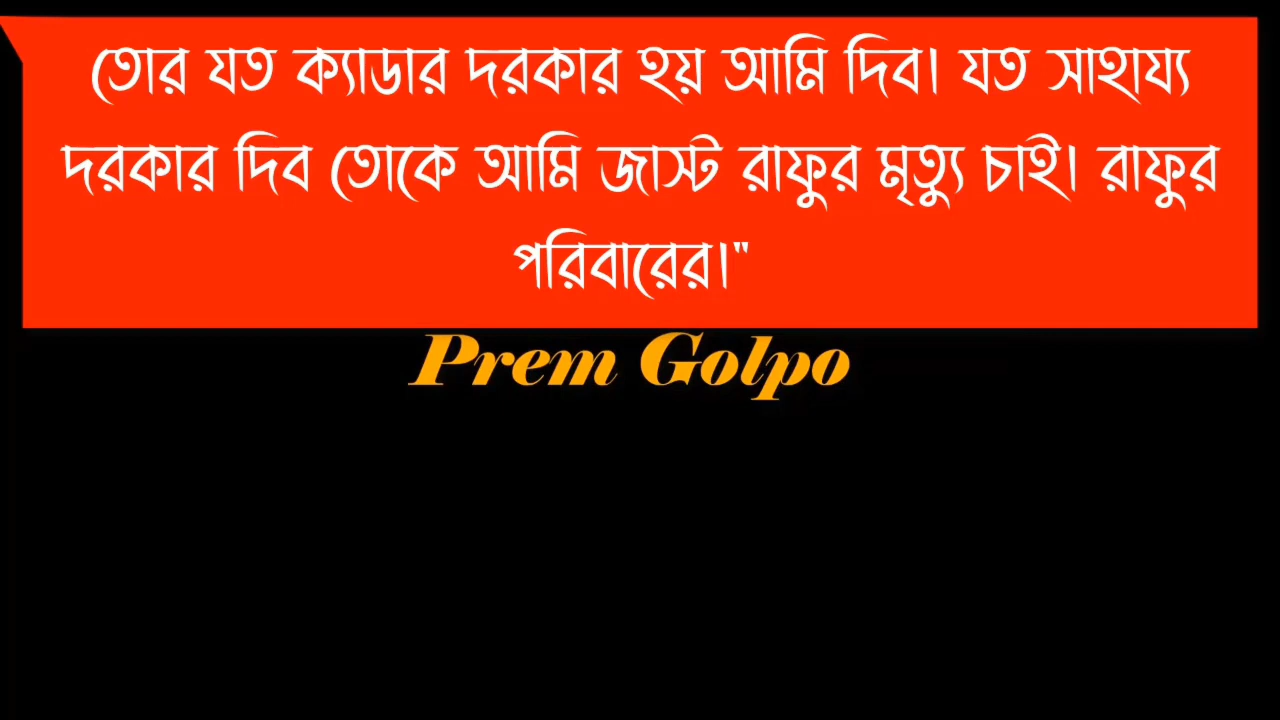 তোর যত ক্যাডার দরকার হয় আমি দিব। যত সাহায্য
দরকার দিব তোকে আমি জাস্ট রাফুর মৃত্যু চাই। রাফুর
পরিবারের।"
Prem Golpo